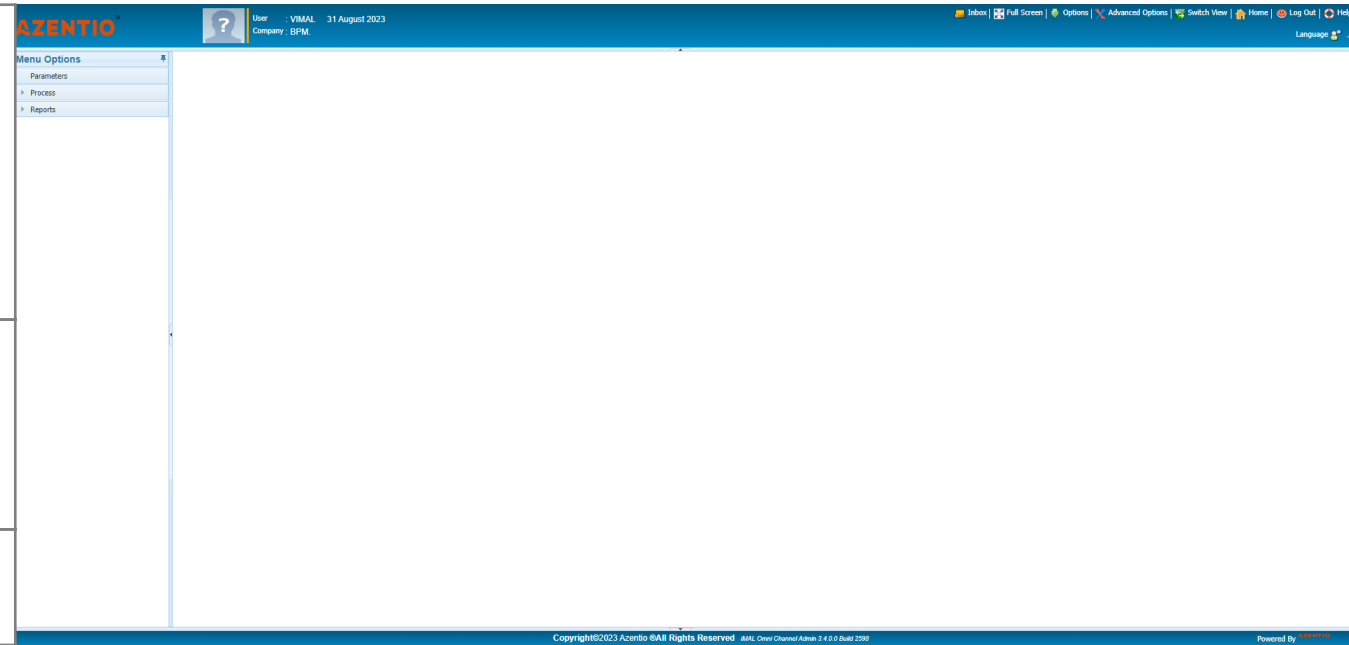 AZENTIO
User : VIMAL 31 August 2023
Company : BPM.
Inbox | Full Screen | Options | Advanced Options | Switch View | Home | Log Out | Hel
Language
Menu Options
Parameters
Process
Reports
Copyright©2023 Azentio ©All Rights Reserved iMAL Omni Channel Admin 3.4.0.0 Build 2598
Powered By AZENTIO